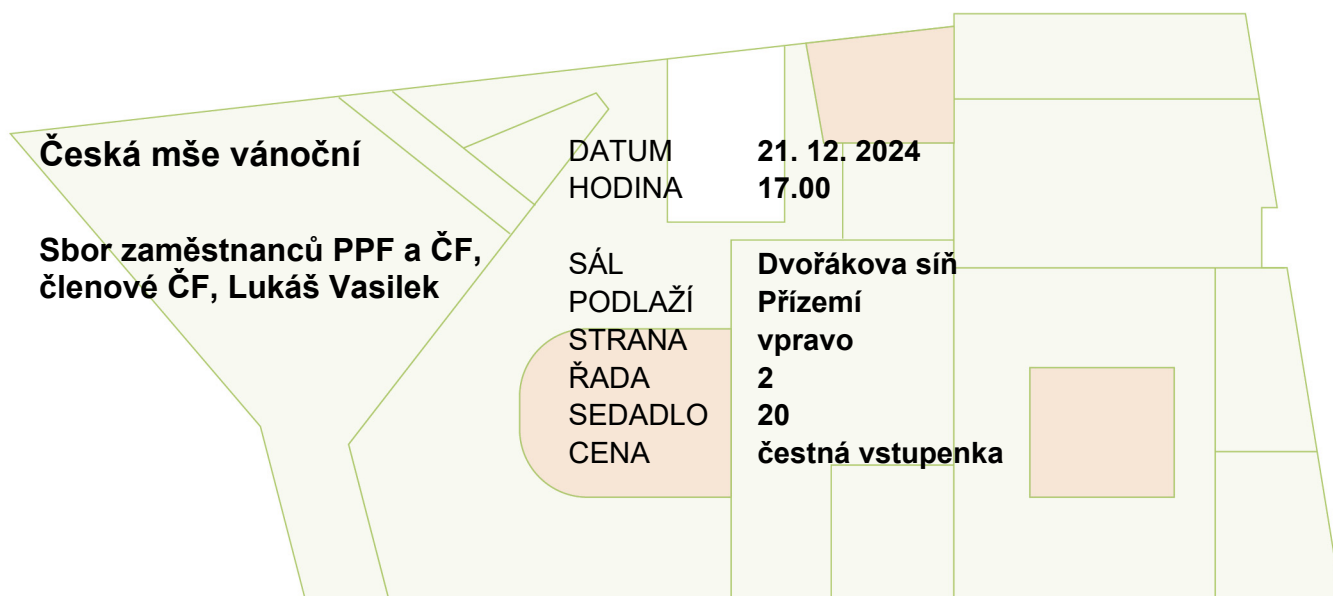 Česká mše vánoční
Sbor zaměstnanců PPF a ČF,
členové ČF, Lukáš Vasilek
DATUM 21. 12. 2024
HODINA 17.00
SÁL Dvořákova síň
PODLAŽÍ Přízemí
STRANA vpravo
ŘADA 2
SEDADLO 20
CENA čestná vstupenka